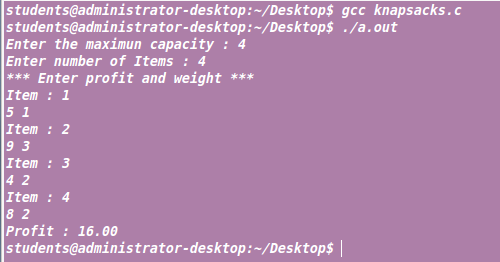 students@administrator-desktop:~/Desktop$ gcc knapsacks.c
students@administrator-desktop:~/Desktop$ ./a.out
Enter the maximun capacity : 4
Enter number of Items : 4
*** Enter profit and weight ***
Item : 1
5 1
Item : 2
9 3
Item : 3
4 2
Item : 4
8 2
Profit : 16.00
students@administrator-desktop:~/Desktop$